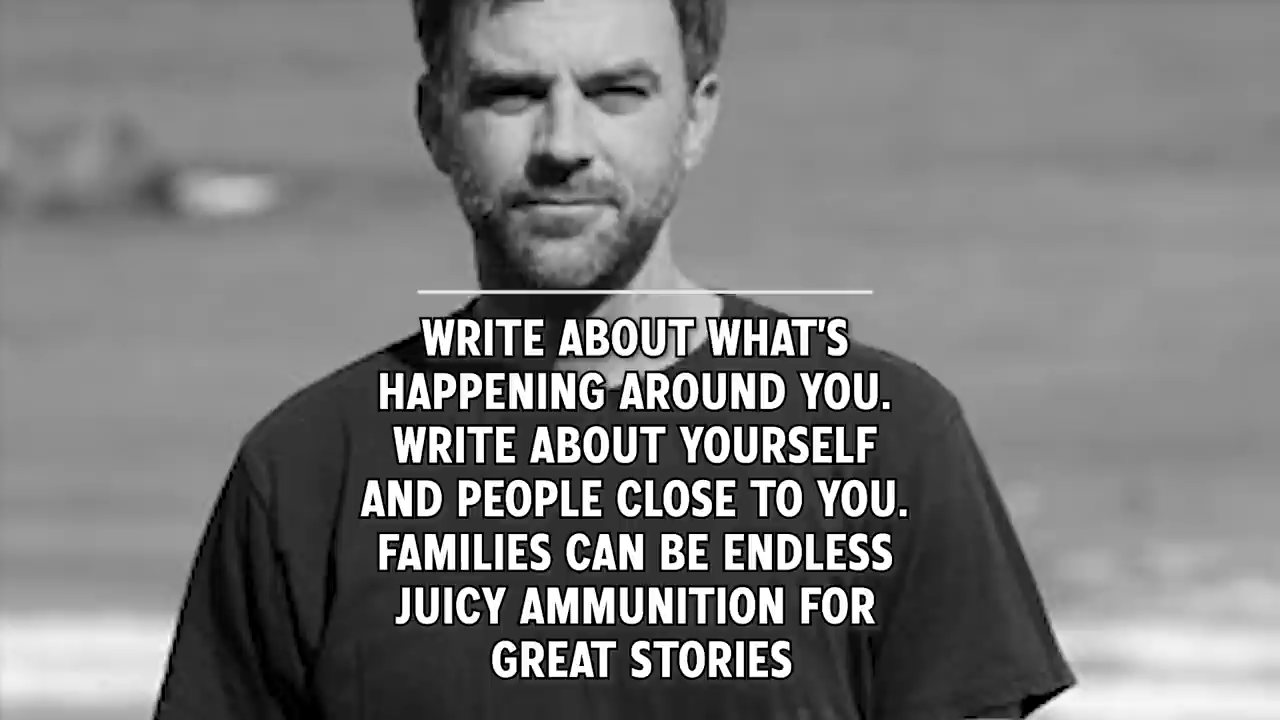 WRITE ABOUT WHAT'S
HAPPENING AROUND YOU.
WRITE ABOUT YOURSELF
AND PEOPLE CLOSE TO YOU.
FAMILIES CAN BE ENDLESS
JUICY AMMUNITION FOR
GREAT STORIES